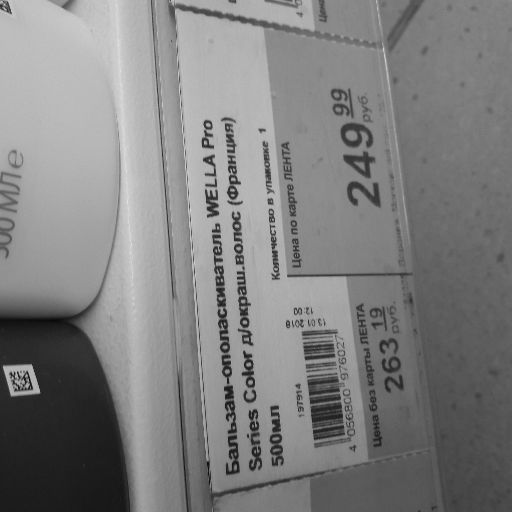 Бальзам-ополаскиватель WELLA Pro
Series Color д/окраш.волос (Франция)
500мл
Количество в упаковке 1
197914
4 056800 976027
13.01.2018
12:00
Цена без карты ЛЕНТА
263 19
руб.
Цена по карте ЛЕНТА
249 99
руб.
500 МЛ e